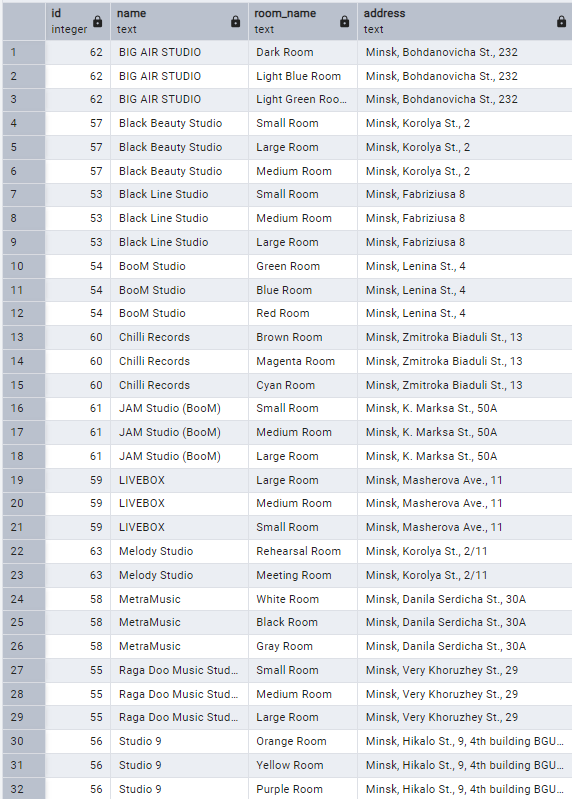 id name room_name address
integer text text text
1 62 BIG AIR STUDIO Dark Room Minsk, Bohdanovicha St., 232
2 62 BIG AIR STUDIO Light Blue Room Minsk, Bohdanovicha St., 232
3 62 BIG AIR STUDIO Light Green Roo... Minsk, Bohdanovicha St., 232
4 57 Black Beauty Studio Small Room Minsk, Korolya St., 2
5 57 Black Beauty Studio Large Room Minsk, Korolya St., 2
6 57 Black Beauty Studio Medium Room Minsk, Korolya St., 2
7 53 Black Line Studio Small Room Minsk, Fabriziusa 8
8 53 Black Line Studio Medium Room Minsk, Fabriziusa 8
9 53 Black Line Studio Large Room Minsk, Fabriziusa 8
10 54 BooM Studio Green Room Minsk, Lenina St., 4
11 54 BooM Studio Blue Room Minsk, Lenina St., 4
12 54 BooM Studio Red Room Minsk, Lenina St., 4
13 60 Chilli Records Brown Room Minsk, Zmitroka Biaduli St., 13
14 60 Chilli Records Magenta Room Minsk, Zmitroka Biaduli St., 13
15 60 Chilli Records Cyan Room Minsk, Zmitroka Biaduli St., 13
16 61 JAM Studio (BooM) Small Room Minsk, K. Marksa St., 50A
17 61 JAM Studio (BooM) Medium Room Minsk, K. Marksa St., 50A
18 61 JAM Studio (BooM) Large Room Minsk, K. Marksa St., 50A
19 59 LIVEBOX Large Room Minsk, Masherova Ave., 11
20 59 LIVEBOX Medium Room Minsk, Masherova Ave., 11
21 59 LIVEBOX Small Room Minsk, Masherova Ave., 11
22 63 Melody Studio Rehearsal Room Minsk, Korolya St., 2/11
23 63 Melody Studio Meeting Room Minsk, Korolya St., 2/11
24 58 MetraMusic White Room Minsk, Danila Serdicha St., 30A
25 58 MetraMusic Black Room Minsk, Danila Serdicha St., 30A
26 58 MetraMusic Gray Room Minsk, Danila Serdicha St., 30A
27 55 Raga Doo Music Stud... Small Room Minsk, Very Khoruzhey St., 29
28 55 Raga Doo Music Stud... Medium Room Minsk, Very Khoruzhey St., 29
29 55 Raga Doo Music Stud... Large Room Minsk, Very Khoruzhey St., 29
30 56 Studio 9 Orange Room Minsk, Hikalo St., 9, 4th building BGU...
31 56 Studio 9 Yellow Room Minsk, Hikalo St., 9, 4th building BGU...
32 56 Studio 9 Purple Room Minsk, Hikalo St., 9, 4th building BGU...